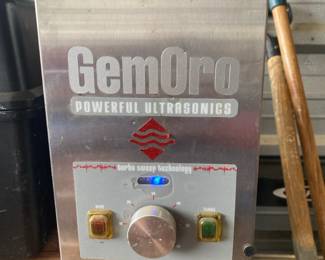 GemOro
POWERFUL ULTRASONICS
turbo sweep technology